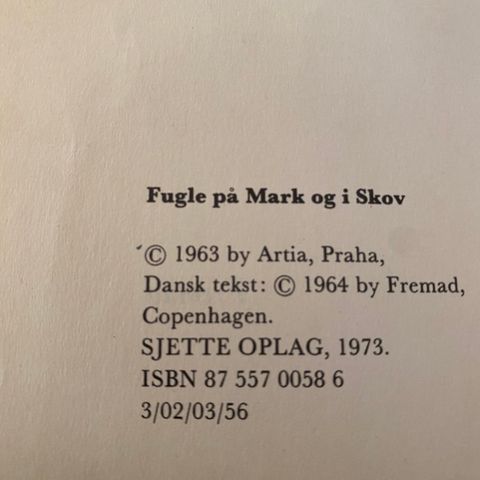 Fugle på Mark og i Skov
© 1963 by Artia, Praha,
Dansk tekst: © 1964 by Fremad,
Copenhagen.
SJETTE OPLAG, 1973.
ISBN 87 557 0058 6
3/02/03/56